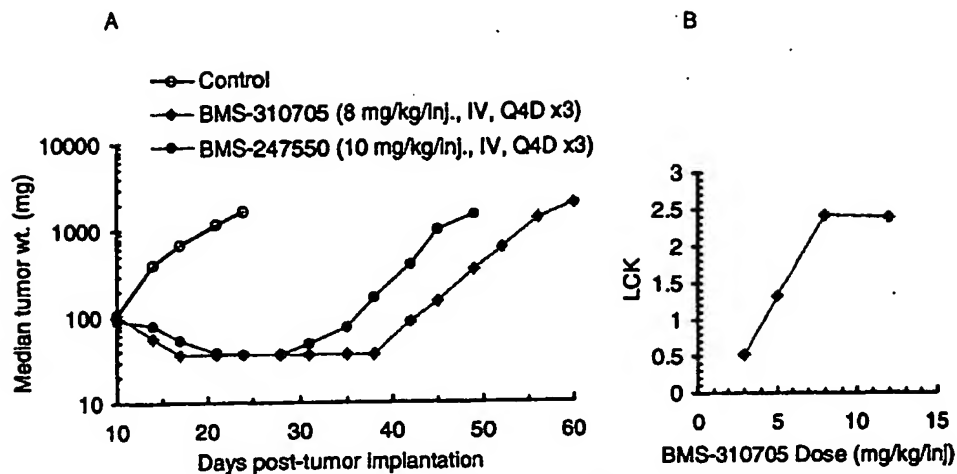 A
Control
BMS-310705 (8 mg/kg/inj., IV, Q4D x3)
BMS-247550 (10 mg/kg/inj., IV, Q4D x3)
10000
1000
100
10
Median tumor wt. (mg)
10 20 30 40 50 60
Days post-tumor implantation
B
3
2.5
2
1.5
1
0.5
0
LCK
0 5 10 15
BMS-310705 Dose (mg/kg/inj)